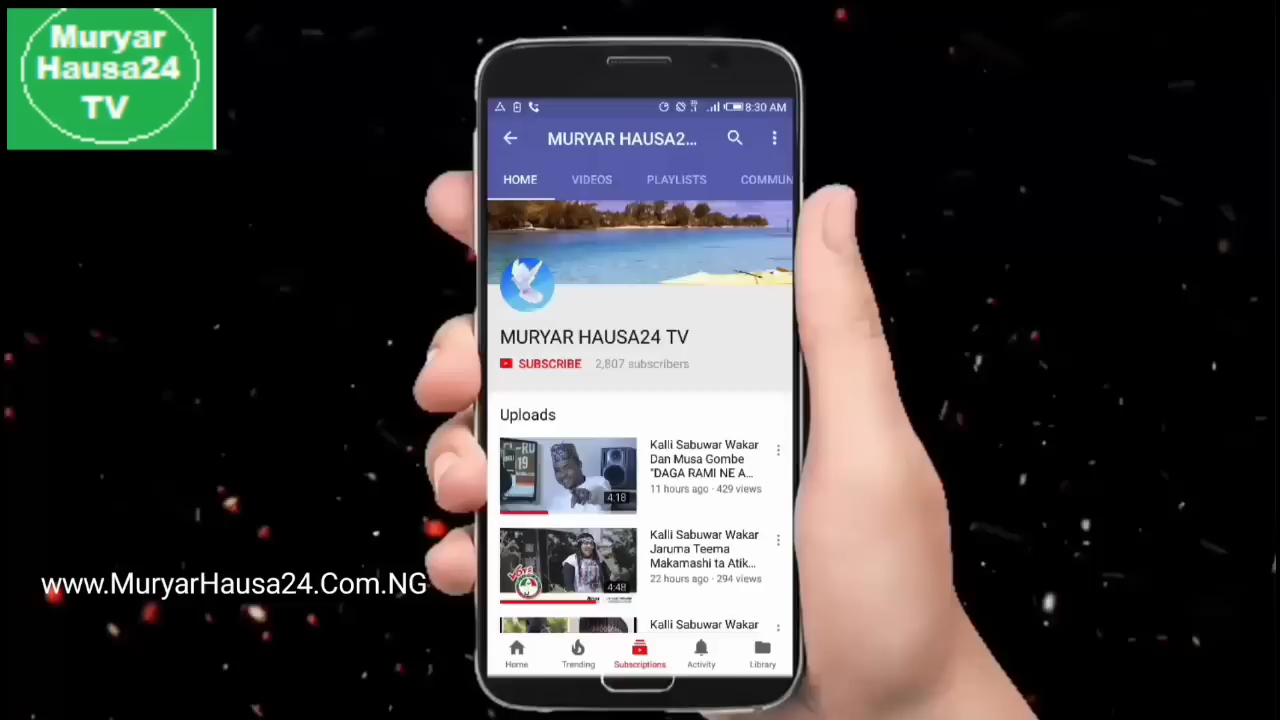 Muryar
Hausa24
TV
8:30 AM
MURYAR HAUSA2...
HOME VIDEOS PLAYLISTS COMMUN
MURYAR HAUSA24 TV
SUBSCRIBE 2,807 subscribers
Uploads
Kalli Sabuwar Wakar
Dan Musa Gombe
"DAGA RAMI NE A...
11 hours ago · 429 views
RU
19
4:18
Kalli Sabuwar Wakar
Jaruma Teema
Makamashi ta Atik...
22 hours ago · 294 views
VOTE
4:48
Kalli Sabuwar Wakar
Home Trending Subscriptions Activity Library
www.MuryarHausa24.Com.NG